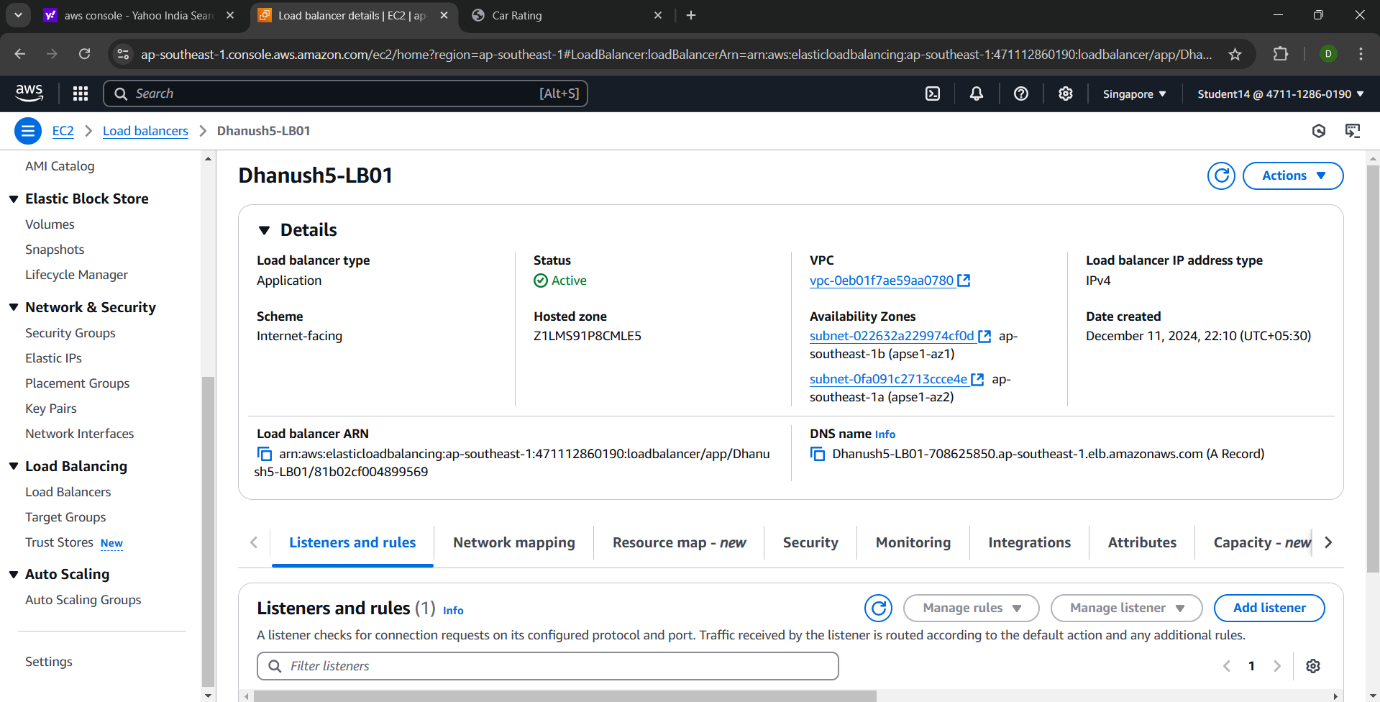 aws console - Yahoo India Sear
Load balancer details | EC2 | ap
Car Rating
ap-southeast-1.console.aws.amazon.com/ec2/home?region=ap-southeast-1#LoadBalancer:loadBalancerArn=arn:aws:elasticloadbalancing:ap-southeast-1:471112860190:loadbalancer/app/Dha...
D
aws
Search
[Alt+S]
Singapore
Student14 @ 4711-1286-0190
EC2
Load balancers
Dhanush5-LB01
AMI Catalog
Elastic Block Store
Volumes
Snapshots
Lifecycle Manager
Network & Security
Security Groups
Elastic IPs
Placement Groups
Key Pairs
Network Interfaces
Load Balancing
Load Balancers
Target Groups
Trust Stores New
Auto Scaling
Auto Scaling Groups
Settings
Dhanush5-LB01
Actions
Details
Load balancer type
Application
Status
Active
VPC
vpc-0eb01f7ae59aa0780
Load balancer IP address type
IPv4
Scheme
Internet-facing
Hosted zone
Z1LMS91P8CMLE5
Availability Zones
subnet-022632a229974cf0d ap-
southeast-1b (apse1-az1)
subnet-0fa091c2713ccce4e ap-
southeast-1a (apse1-az2)
Date created
December 11, 2024, 22:10 (UTC+05:30)
Load balancer ARN
arn:aws:elasticloadbalancing:ap-southeast-1:471112860190:loadbalancer/app/Dhanu
sh5-LB01/81b02cf004899569
DNS name Info
Dhanush5-LB01-708625850.ap-southeast-1.elb.amazonaws.com (A Record)
Listeners and rules
Network mapping
Resource map - new
Security
Monitoring
Integrations
Attributes
Capacity - new
Listeners and rules (1) Info
Manage rules
Manage listener
Add listener
A listener checks for connection requests on its configured protocol and port. Traffic received by the listener is routed according to the default action and any additional rules.
Filter listeners
1